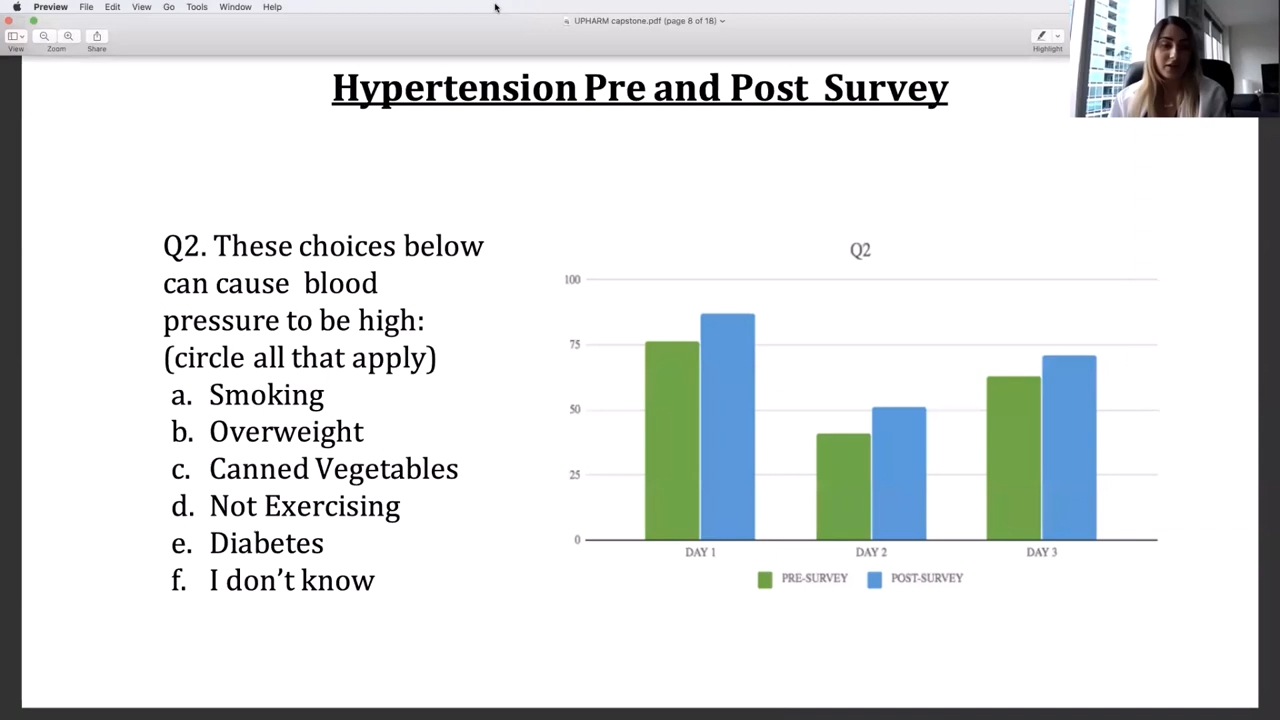 Preview File Edit View Go Tools Window Help
UPHARM capstone.pdf (page 8 of 18)
View Zoom Share Highlight
Hypertension Pre and Post Survey
Q2. These choices below
can cause blood
pressure to be high:
(circle all that apply)
a. Smoking
b. Overweight
c. Canned Vegetables
d. Not Exercising
e. Diabetes
f. I don't know
Q2
100
75
50
25
0
DAY 1 DAY 2 DAY 3
PRE-SURVEY POST-SURVEY